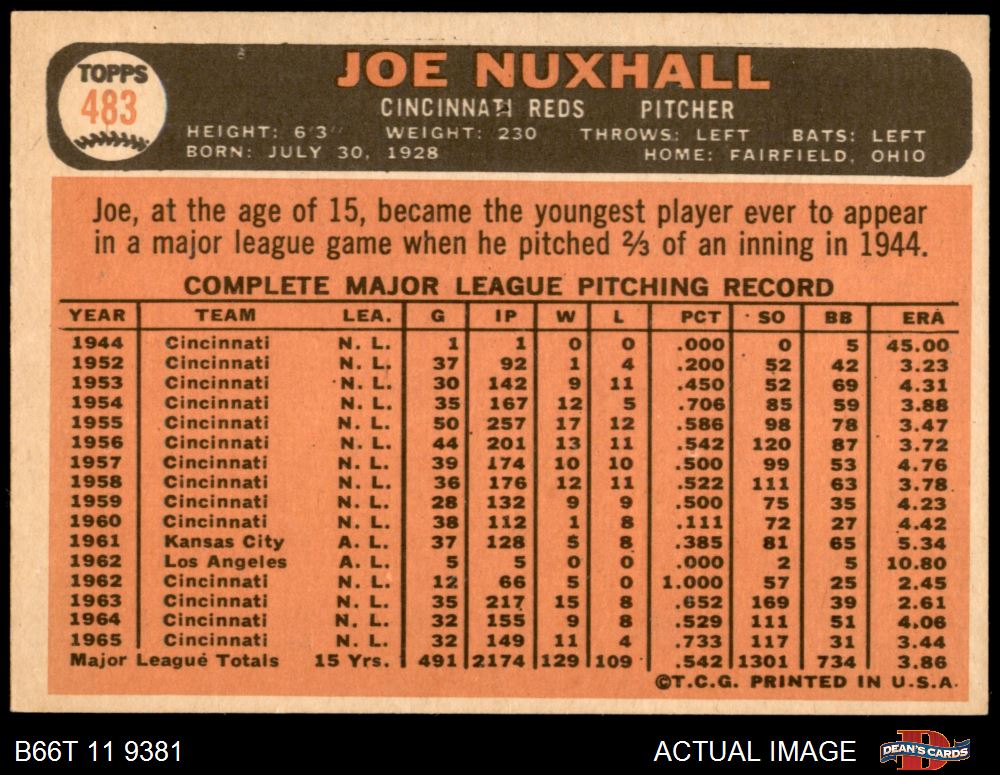 TOPPS
483
JOE NUXHALL
CINCINNATI REDS PITCHER
HEIGHT: 6'3" WEIGHT: 230 THROWS: LEFT BATS: LEFT
BORN: JULY 30, 1928 HOME: FAIRFIELD, OHIO
Joe, at the age of 15, became the youngest player ever to appear
in a major league game when he pitched ⅔ of an inning in 1944.
COMPLETE MAJOR LEAGUE PITCHING RECORD
YEAR TEAM LEA. G IP W L PCT SO BB ERA
1944 Cincinnati N. L. 1 1 0 0 .000 0 5 45.00
1952 Cincinnati N. L. 37 92 1 4 .200 52 42 3.23
1953 Cincinnati N. L. 30 142 9 11 .450 52 69 4.31
1954 Cincinnati N. L. 35 167 12 5 .706 85 59 3.88
1955 Cincinnati N. L. 50 257 17 12 .586 98 78 3.47
1956 Cincinnati N. L. 44 201 13 11 .542 120 87 3.72
1957 Cincinnati N. L. 39 174 10 10 .500 99 53 4.76
1958 Cincinnati N. L. 36 176 12 11 .522 111 63 3.78
1959 Cincinnati N. L. 28 132 9 9 .500 75 35 4.23
1960 Cincinnati N. L. 38 112 1 8 .111 72 27 4.42
1961 Kansas City A. L. 37 128 5 8 .385 81 65 5.34
1962 Los Angeles A. L. 5 5 0 0 .000 2 5 10.80
1962 Cincinnati N. L. 12 66 5 0 1.000 57 25 2.45
1963 Cincinnati N. L. 35 217 15 8 .652 169 39 2.61
1964 Cincinnati N. L. 32 155 9 8 .529 111 51 4.06
1965 Cincinnati N. L. 32 149 11 4 .733 117 31 3.44
Major League Totals 15 Yrs. 491 2174 129 109 .542 1301 734 3.86
©T.C.G. PRINTED IN U.S.A.
B66T 11 9381 ACTUAL IMAGE DEAN'S CARDS